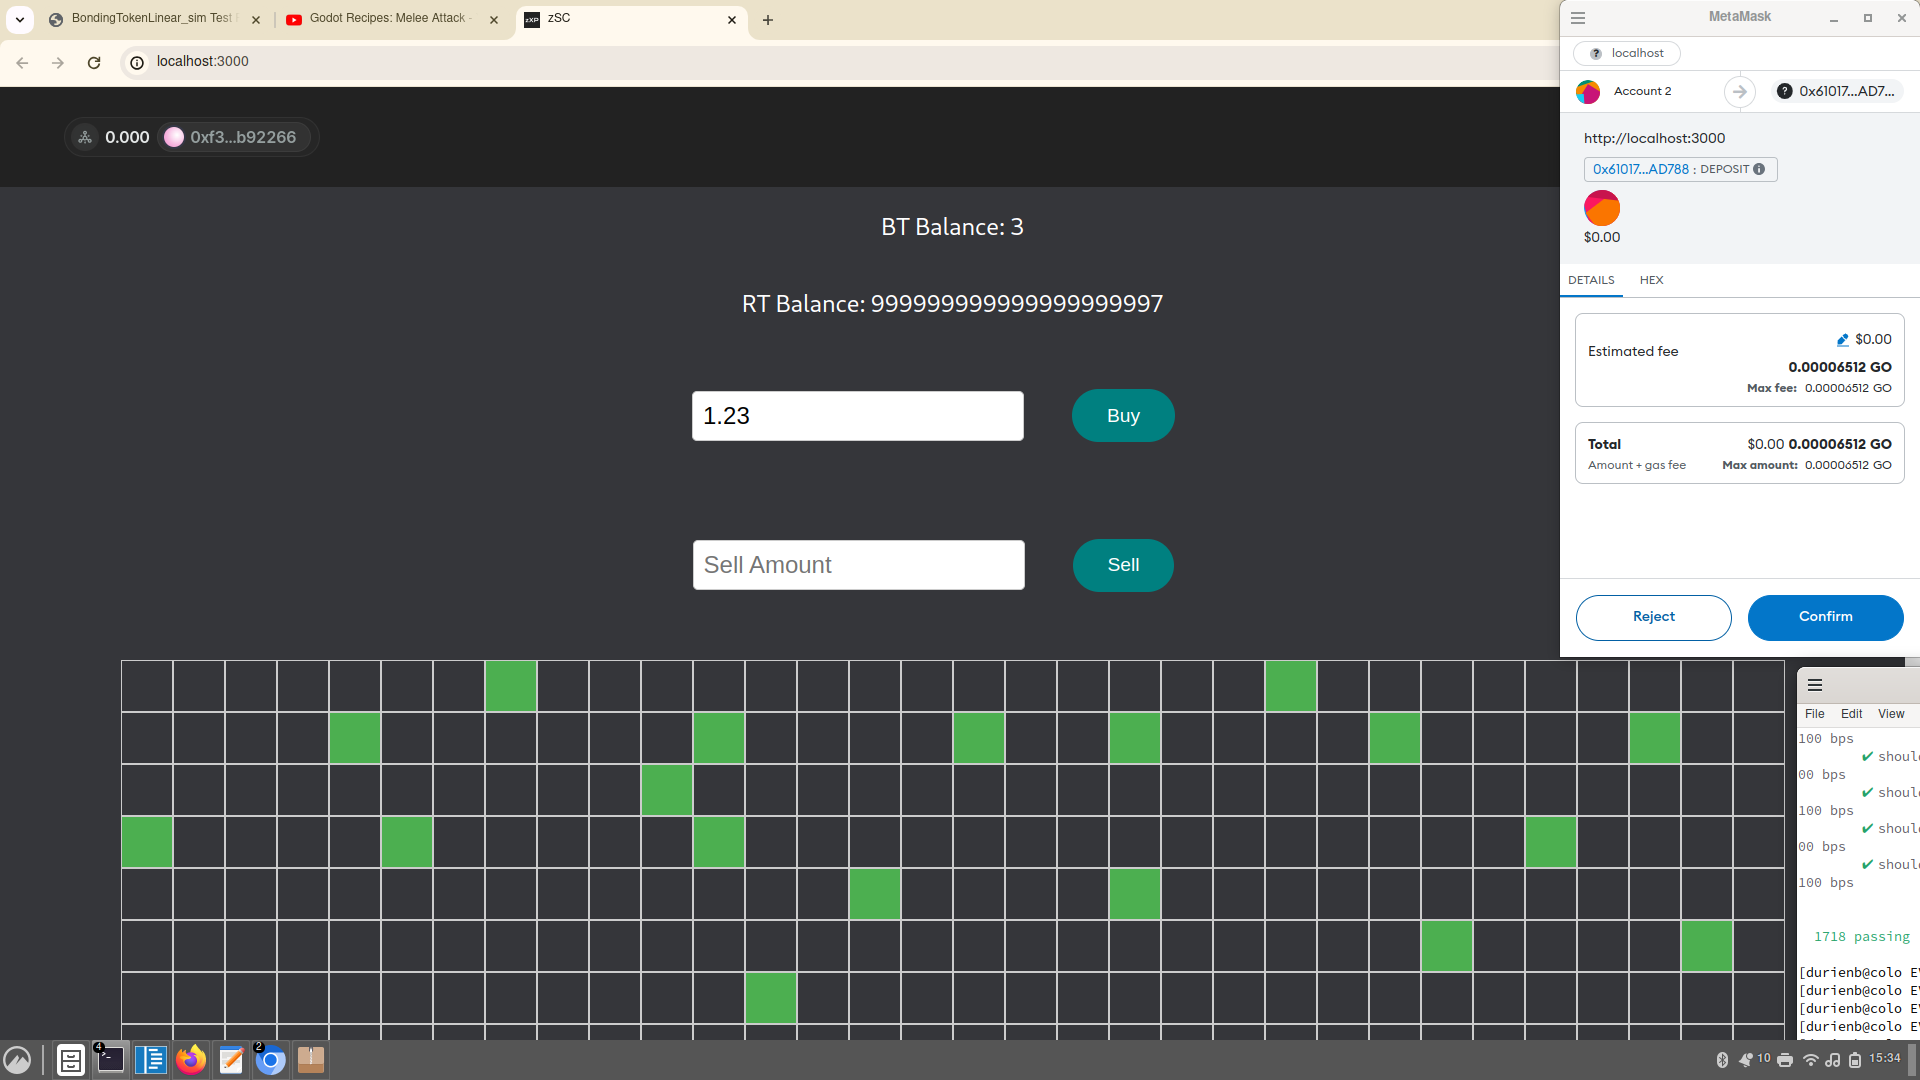 BondingTokenLinear_sim Test
Godot Recipes: Melee Attack
zXP
zSC
localhost:3000
0.000
0xf3...b92266
BT Balance: 3
RT Balance: 999999999999999999997
1.23
Buy
Sell Amount
Sell
MetaMask
localhost
Account 2
0x61017...AD7...
http://localhost:3000
0x61017...AD788 : DEPOSIT
$0.00
DETAILS
HEX
Estimated fee
$0.00
0.00006512 GO
Max fee: 0.00006512 GO
Total
$0.00 0.00006512 GO
Amount + gas fee
Max amount: 0.00006512 GO
Reject
Confirm
File Edit View
100 bps
✔ shoul
00 bps
✔ shoul
100 bps
✔ shoul
00 bps
✔ shoul
100 bps
1718 passing
[durienb@colo E
[durienb@colo E
[durienb@colo E
[durienb@colo E
4
2
10
15:34